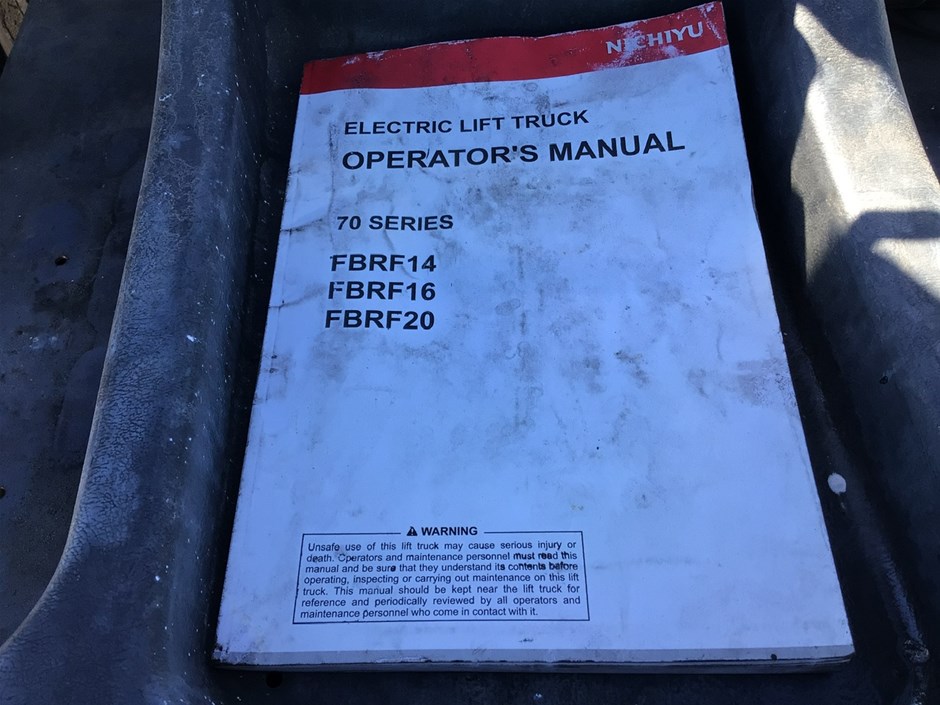 NICHIYU
ELECTRIC LIFT TRUCK
OPERATOR'S MANUAL
70 SERIES
FBRF14
FBRF16
FBRF20
⚠ WARNING
Unsafe use of this lift truck may cause serious injury or
death. Operators and maintenance personnel must read this
manual and be sure that they understand its contents before
operating, inspecting or carrying out maintenance on this lift
truck. This manual should be kept near the lift truck for
reference and periodically reviewed by all operators and
maintenance personnel who come in contact with it.